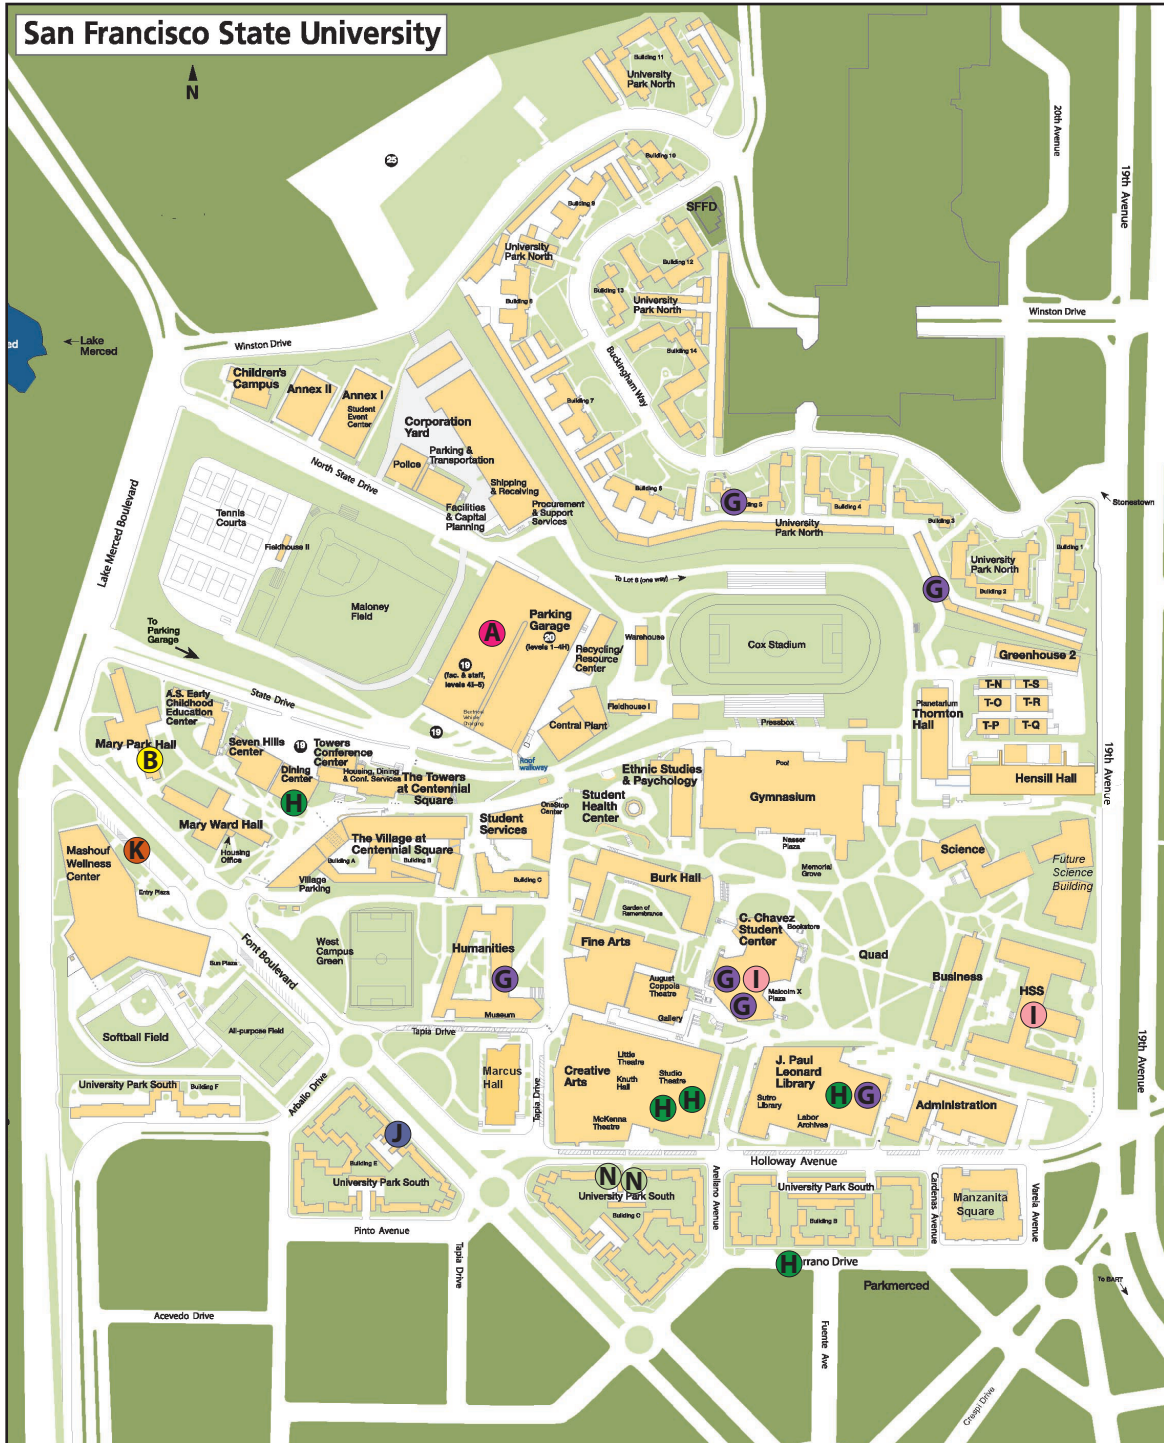 San Francisco State University
N
Building 11
University
Park North
20th Avenue
19th Avenue
25
Building 10
Building 9
SFFD
University
Park North
Building 12
Building 8
Building 13
University
Park North
Building 14
Buckingham Way
Winston Drive
ed
Lake
Merced
Winston Drive
Children's
Campus
Annex II
Annex I
Student
Event
Center
Building 7
Corporation
Yard
Parking &
Transportation
Police
North State Drive
Shipping
& Receiving
Facilities
& Capital
Planning
Procurement
& Support
Services
Building 6
G
ing 5
Building 4
Building 3
University
Park North
Stonestown
Lake Merced Boulevard
Tennis
Courts
Fieldhouse II
Building 1
University
Park North
Building 2
G
To Lot 6 (one way)
Maloney
Field
Parking
Garage
20
(levels 1-4H)
A
19
(fac. & staff,
levels 4I-5)
Electrical
Vehicle
Charging
Warehouse
Recycling/
Resource
Center
Cox Stadium
Greenhouse 2
To
Parking
Garage
State Drive
T-N
T-S
T-O
T-R
T-P
T-Q
Planetarium
Thornton
Hall
Fieldhouse I
Central Plant
Pressbox
A.S. Early
Childhood
Education
Center
Mary Park Hall
B
Seven Hills
Center
19
Towers
Conference
Center
19
Roof
walkway
Dining
Center
Housing, Dining
& Conf. Services
The Towers
at Centennial
Square
H
Ethnic Studies
& Psychology
Pool
Gymnasium
Hensill Hall
19th Avenue
Student
Health
Center
OneStop
Center
Student
Services
Mary Ward Hall
Housing
Office
The Village at
Centennial Square
Building A
Building B
Building C
Village
Parking
Nasser
Plaza
Memorial
Grove
Science
Future
Science
Building
Mashouf
Wellness
Center
K
Entry Plaza
Burk Hall
Garden of
Remembrance
C. Chavez
Student
Center
Bookstore
Font Boulevard
Sun Plaza
West
Campus
Green
Humanities
G
Museum
Fine Arts
August
Coppola
Theatre
Gallery
G
I
G
Malcolm X
Plaza
Quad
Business
HSS
I
Softball Field
All-purpose Field
Tapia Drive
19th Avenue
University Park South
Building F
Arballo Drive
Marcus
Hall
Tapia Drive
Creative
Arts
Little
Theatre
Knuth
Hall
Studio
Theatre
McKenna
Theatre
H
H
J. Paul
Leonard
Library
Sutro
Library
Labor
Archives
H
G
Administration
J
Building E
University Park South
Pinto Avenue
Holloway Avenue
N
N
University Park South
Building C
Arellano Avenue
University Park South
Building B
Cardenas Avenue
Manzanita
Square
Varela Avenue
H
rrano Drive
Parkmerced
To BART
Tapia Drive
Acevedo Drive
Fuente Ave
Crespi Drive